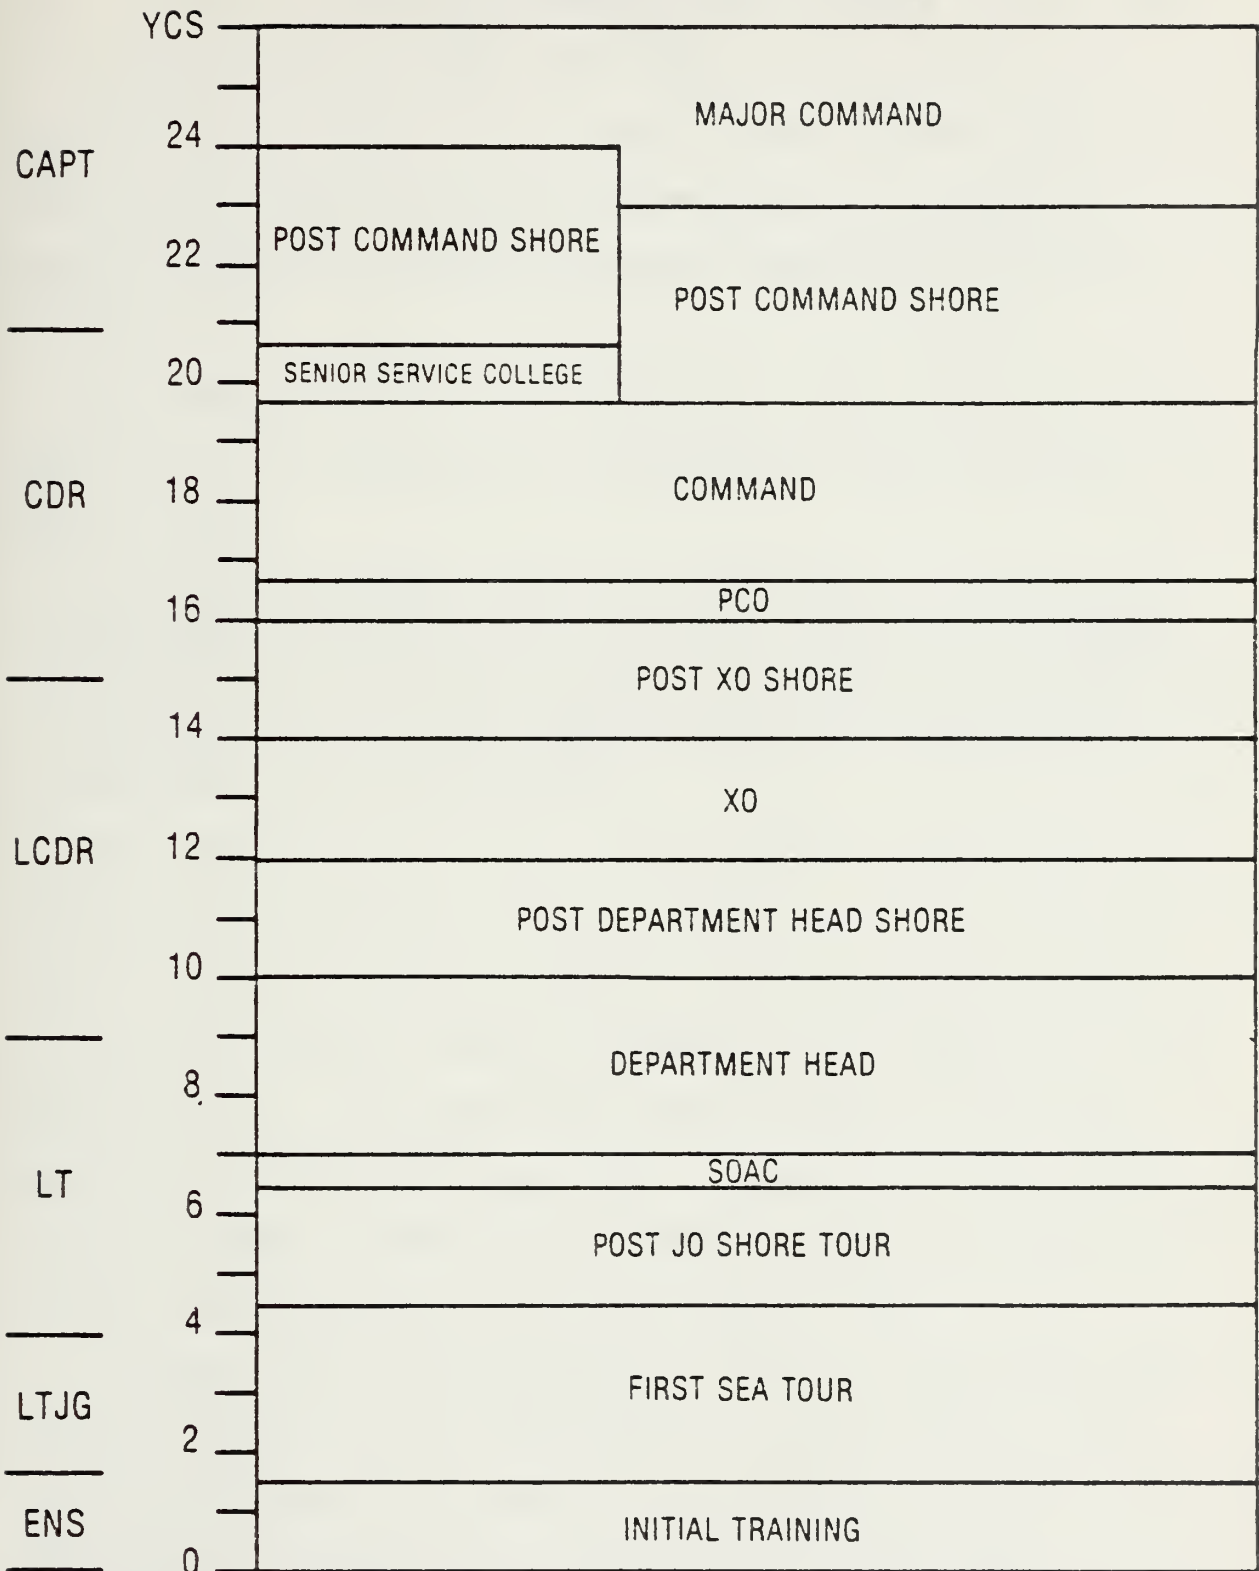 YCS
MAJOR COMMAND
24
CAPT
POST COMMAND SHORE
22
POST COMMAND SHORE
20
SENIOR SERVICE COLLEGE
CDR
18
COMMAND
16
PCO
POST XO SHORE
14
XO
LCDR
12
POST DEPARTMENT HEAD SHORE
10
DEPARTMENT HEAD
8
LT
SOAC
6
POST JO SHORE TOUR
4
LTJG
FIRST SEA TOUR
2
ENS
INITIAL TRAINING
0